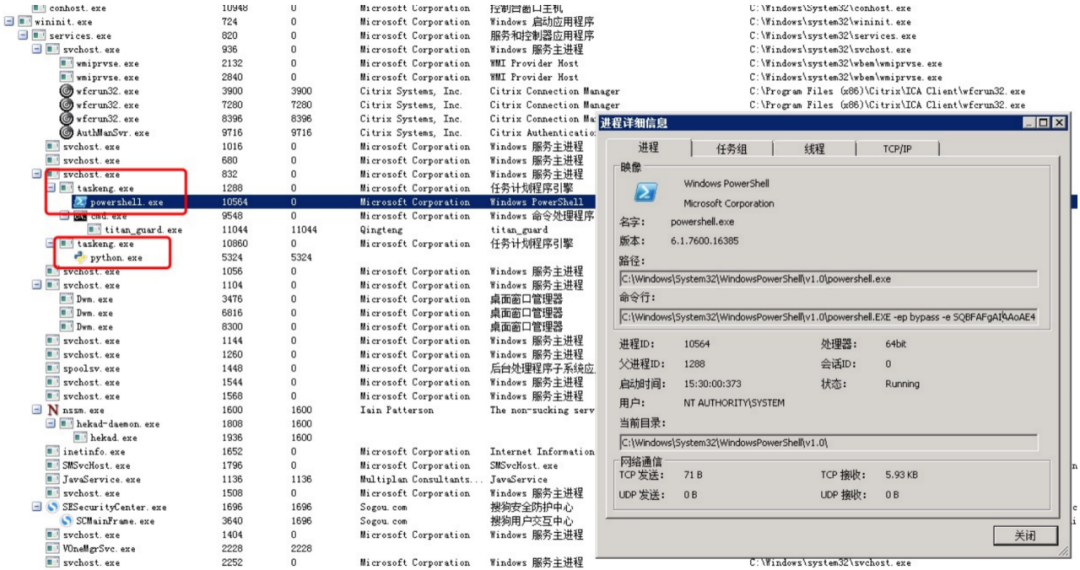 conhost.exe 10948 0 Microsoft Corporation 控制台窗口主机 C:\Windows\System32\conhost.exe
wininit.exe 724 0 Microsoft Corporation Windows 启动应用程序 C:\Windows\System32\wininit.exe
services.exe 820 0 Microsoft Corporation 服务和控制器应用程序 C:\Windows\system32\services.exe
svchost.exe 936 0 Microsoft Corporation Windows 服务主进程 C:\Windows\system32\svchost.exe
wmiprvse.exe 2132 0 Microsoft Corporation WMI Provider Host C:\Windows\system32\wbem\wmiprvse.exe
wmiprvse.exe 2840 0 Microsoft Corporation WMI Provider Host C:\Windows\system32\wbem\wmiprvse.exe
wfcrun32.exe 3900 3900 Citrix Systems, Inc. Citrix Connection Manager C:\Program Files (x86)\Citrix\ICA Client\wfcrun32.exe
wfcrun32.exe 7280 7280 Citrix Systems, Inc. Citrix Connection Manager C:\Program Files (x86)\Citrix\ICA Client\wfcrun32.exe
wfcrun32.exe 8396 8396 Citrix Systems, Inc. Citrix Connection Ma
AuthManSvr.exe 9716 9716 Citrix Systems, Inc. Citrix Authenticatio
svchost.exe 1016 0 Microsoft Corporation Windows 服务主进程
svchost.exe 680 0 Microsoft Corporation Windows 服务主进程
svchost.exe 832 0 Microsoft Corporation Windows 服务主进程
taskeng.exe 1288 0 Microsoft Corporation 任务计划程序引擎
powershell.exe 10564 0 Microsoft Corporation Windows PowerShell
cmd.exe 9548 0 Microsoft Corporation Windows 命令处理程序
titan_guard.exe 11044 11044 Qingteng titan_guard
taskeng.exe 10860 0 Microsoft Corporation 任务计划程序引擎
python.exe 5324 5324
svchost.exe 1056 0 Microsoft Corporation Windows 服务主进程
svchost.exe 1104 0 Microsoft Corporation Windows 服务主进程
Dwm.exe 3476 0 Microsoft Corporation 桌面窗口管理器
Dwm.exe 6816 0 Microsoft Corporation 桌面窗口管理器
Dwm.exe 8300 0 Microsoft Corporation 桌面窗口管理器
svchost.exe 1144 0 Microsoft Corporation Windows 服务主进程
svchost.exe 1260 0 Microsoft Corporation Windows 服务主进程
spoolsv.exe 1448 0 Microsoft Corporation 后台处理程序子系统应
svchost.exe 1544 0 Microsoft Corporation Windows 服务主进程
svchost.exe 1568 0 Microsoft Corporation Windows 服务主进程
nssm.exe 1600 1600 Iain Patterson The non-sucking serv
hekad-daemon.exe 1808 1600
hekad.exe 1936 1600
inetinfo.exe 1652 0 Microsoft Corporation Internet Information
SMSvcHost.exe 1796 0 Microsoft Corporation SMSvcHost.exe
JavaService.exe 1136 1136 Multiplan Consultants... JavaService
svchost.exe 1508 0 Microsoft Corporation Windows 服务主进程
SESecurityCenter.exe 1696 1696 Sogou.com 搜狗安全防护中心
SCMainFrame.exe 3640 1696 Sogou.com 搜狗用户交互中心
svchost.exe 1404 0 Microsoft Corporation Windows 服务主进程
VOneMgrSvc.exe 2228 2228
svchost.exe 2252 0 Microsoft Corporation Windows 服务主进程 C:\Windows\system32\svchost.exe
进程详细信息
进程 任务组 线程 TCP/IP
映像
Windows PowerShell
Microsoft Corporation
名字: powershell.exe
版本: 6.1.7600.16385
路径:
C:\Windows\System32\WindowsPowerShell\v1.0\powershell.exe
命令行:
C:\Windows\System32\WindowsPowerShell\v1.0\powershell.EXE -ep bypass -e
进程ID: 10564 处理器: 64bit
父进程ID: 1288 会话ID: 0
启动时间: 15:30:00:373 状态: Running
用户: NT AUTHORITY\SYSTEM
当前目录:
C:\Windows\System32\WindowsPowerShell\v1.0\
网络通信
TCP 发送: 71 B TCP 接收: 5.93 KB
UDP 发送: 0 B UDP 接收: 0 B
关闭